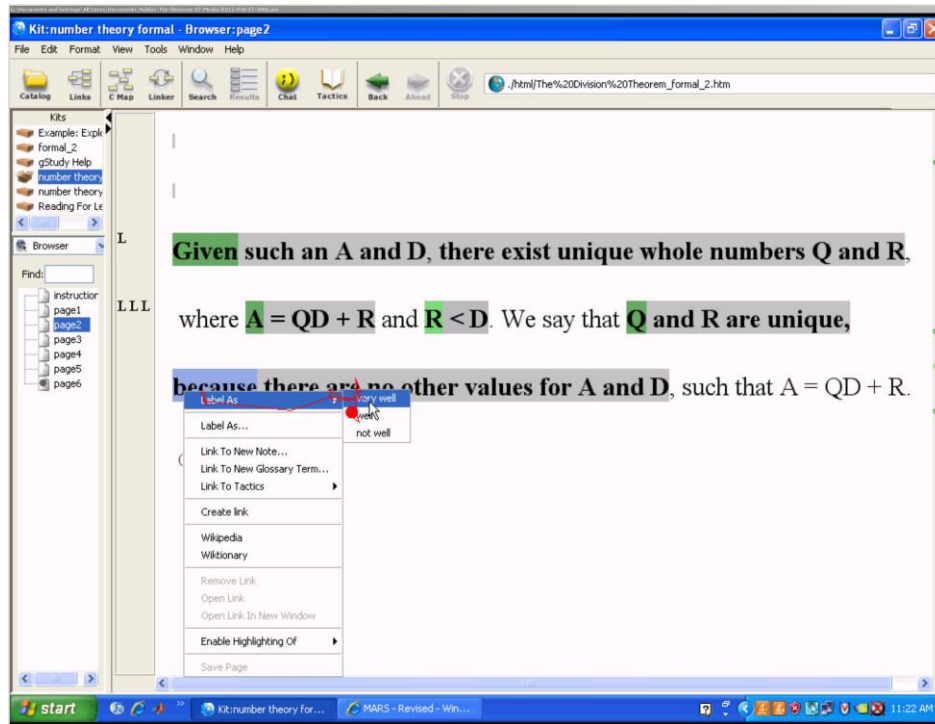 Kit:number theory formal - Browser:page2
File Edit Format View Tools Window Help
Catalog Links C Map Linker Search Results Chat Tactics Back Ahead Stop ./html/The%20Division%20Theorem_formal_2.htm
Kits
Example: Expl
formal_2
gStudy Help
number theory
number theory
Reading For Le
Browser
Find:
instruction
page1
page2
page3
page4
page5
page6
L
Given such an A and D, there exist unique whole numbers Q and R,
LLL
where A = QD + R and R < D. We say that Q and R are unique,
because there are no other values for A and D, such that A = QD + R.
Label As very well
well
not well
Label As...
Link To New Note...
Link To New Glossary Term...
Link To Tactics
Create link
Wikipedia
Wiktionary
Remove Link
Open Link
Open Link In New Window
Enable Highlighting Of
Save Page
start Kit:number theory for... MARS - Revised - Win... 11:22 AM